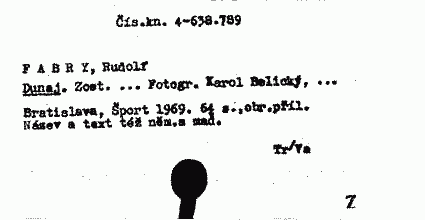 Čís.kn. 4-638.789
F A B R Y, Rudolf
Dunaj. Zost. ... Fotogr. Karol Belický, ...
Bratislava, Šport 1969. 64 s.,obr.příl.
Název a text též něm.a maď.
Tr/Va
Z